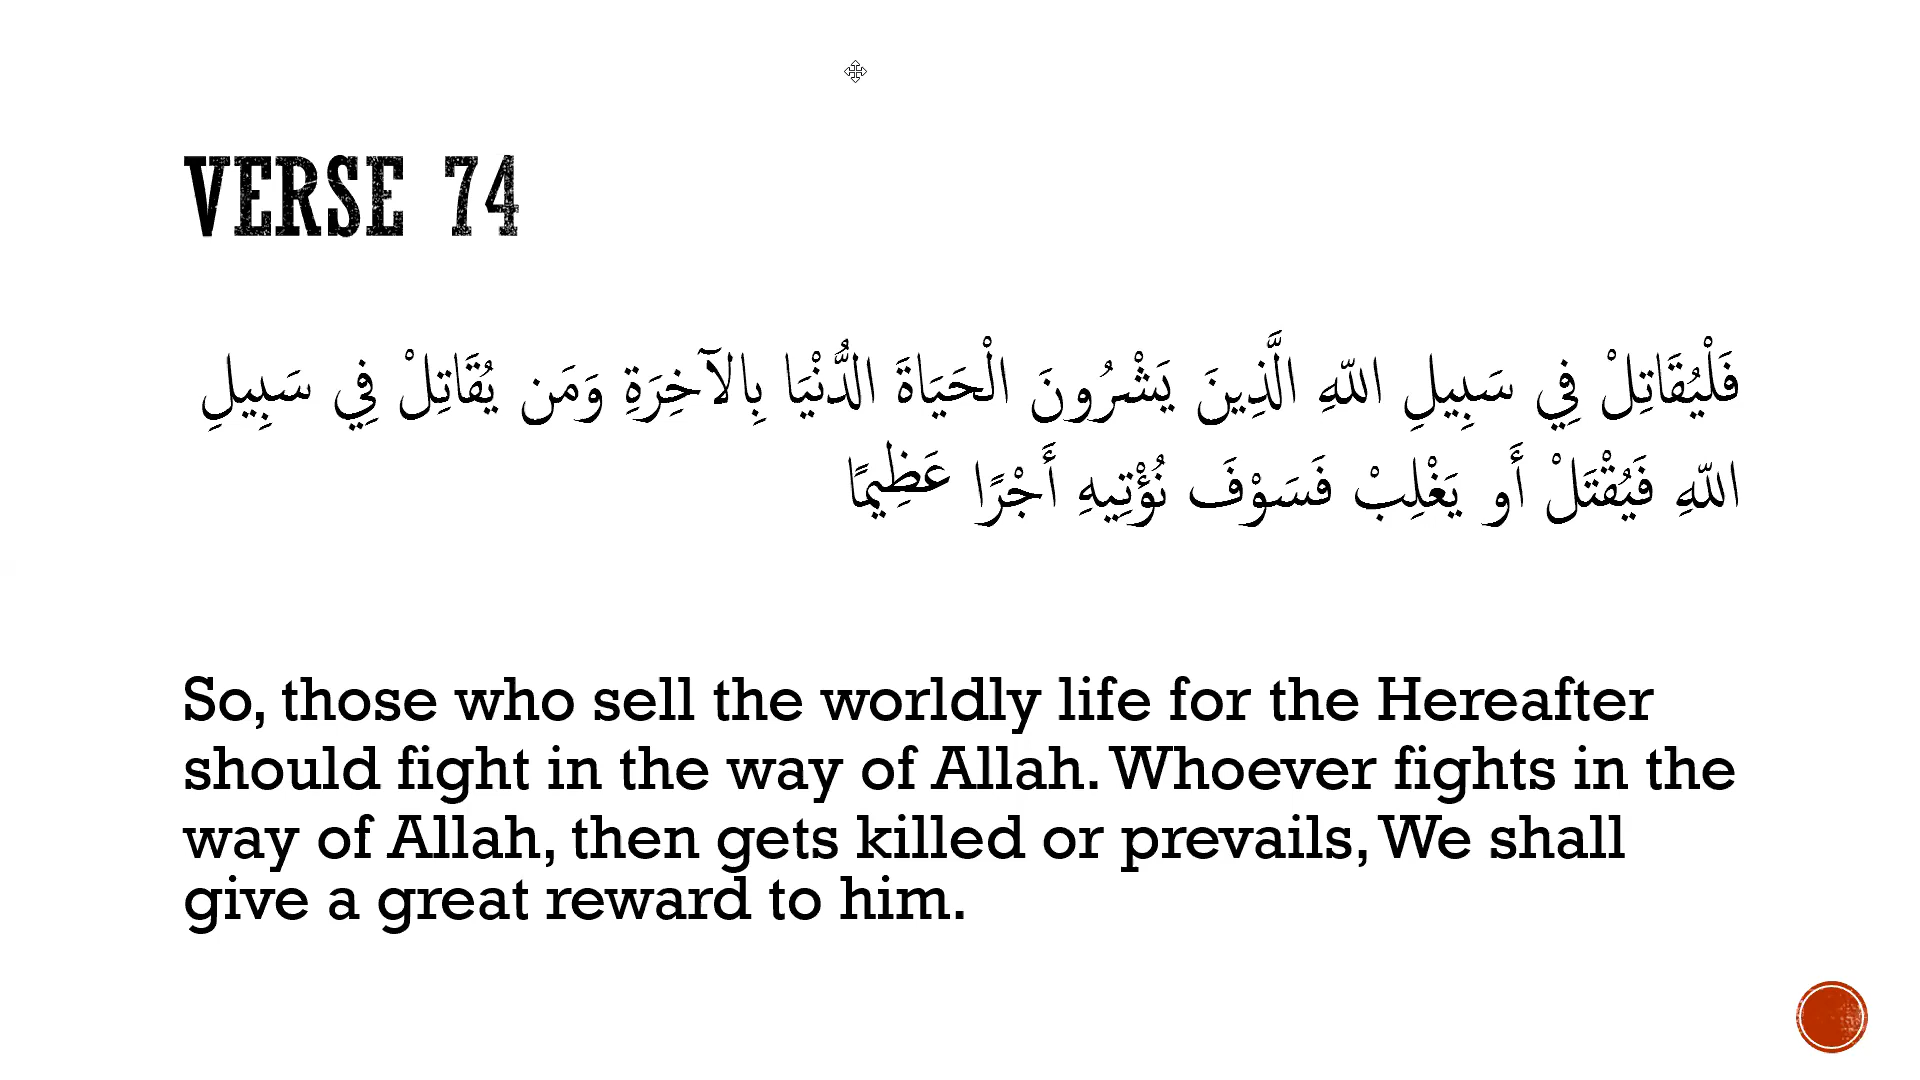 VERSE 74
فَلْيُقَاتِلْ فِي سَبِيلِ اللَّهِ الَّذِينَ يَشْرُونَ الْحَيَاةَ الدُّنْيَا بِالْآخِرَةِ وَمَن يُقَاتِلْ فِي سَبِيلِ
اللَّهِ فَيُقْتَلْ أَو يَغْلِبْ فَسَوْفَ نُؤْتِيهِ أَجْرًا عَظِيمًا
So, those who sell the worldly life for the Hereafter
should fight in the way of Allah. Whoever fights in the
way of Allah, then gets killed or prevails, We shall
give a great reward to him.